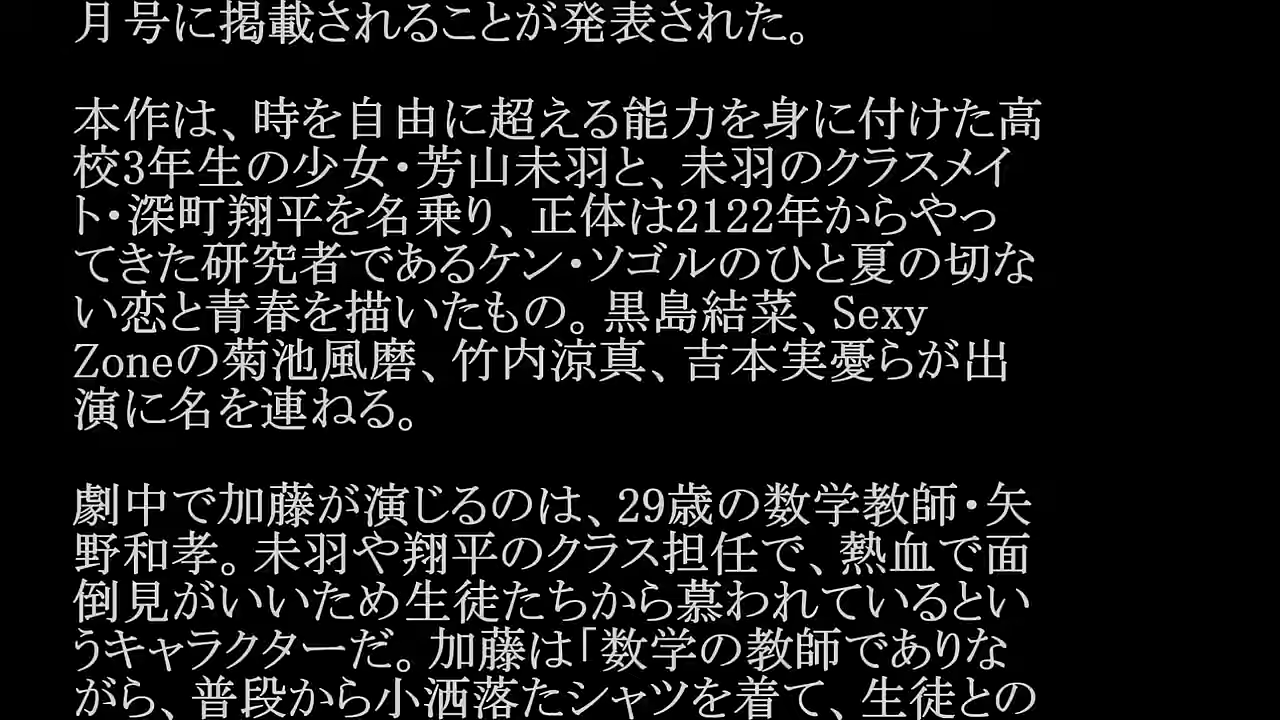 月号に掲載されることが発表された。
本作は、時を自由に超える能力を身に付けた高
校3年生の少女・芳山未羽と、未羽のクラスメイ
ト・深町翔平を名乗り、正体は2122年からやっ
てきた研究者であるケン・ソゴルのひと夏の切な
い恋と青春を描いたもの。黒島結菜、Sexy
Zoneの菊池風磨、竹内涼真、吉本実憂らが出
演に名を連ねる。
劇中で加藤が演じるのは、29歳の数学教師・矢
野和孝。未羽や翔平のクラス担任で、熱血で面
倒見がいいため生徒たちから慕われているとい
うキャラクターだ。加藤は「数学の教師でありな
がら、普段から小洒落たシャツを着て、生徒との